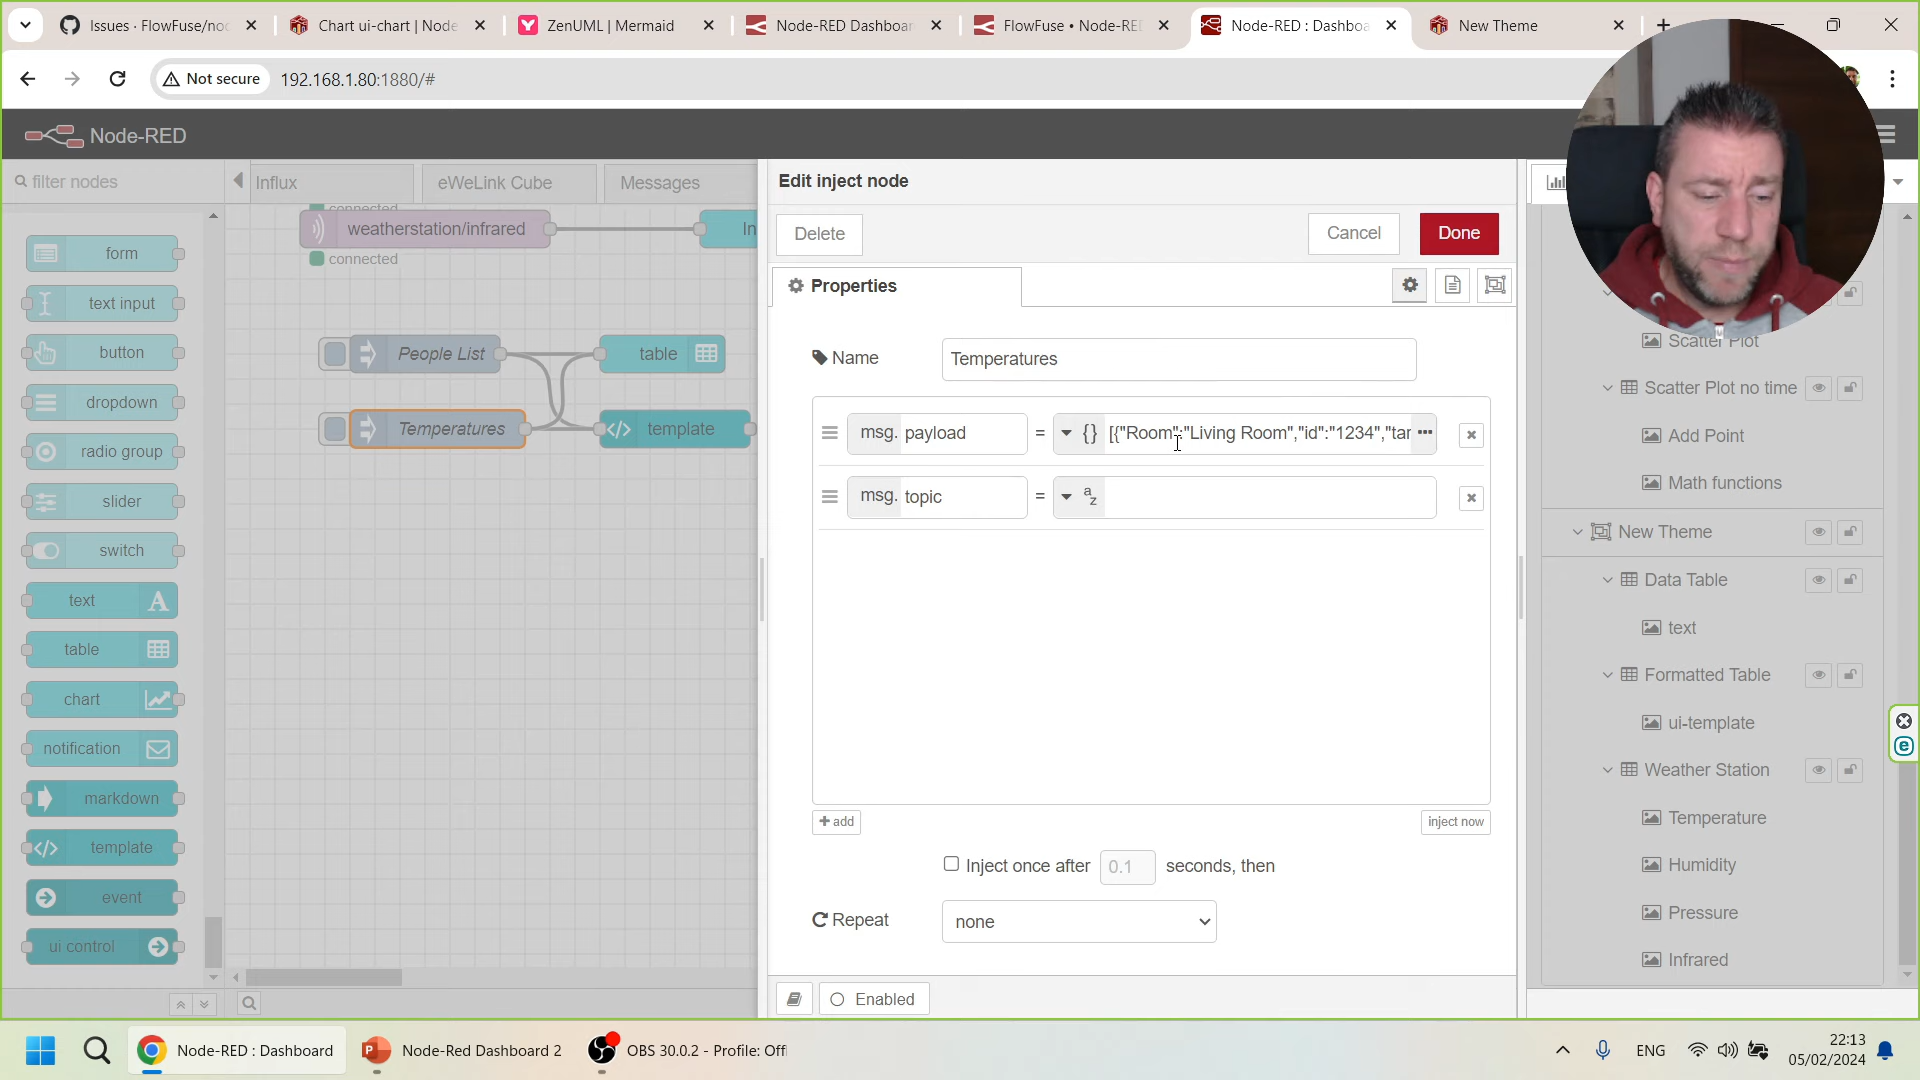 Issues · FlowFuse/no
Chart ui-chart | Node
ZenUML | Mermaid
Node-RED Dashboar
FlowFuse • Node-RE
Node-RED : Dashbo
New Theme
Not secure
192.168.1.80:1880/#
Node-RED
filter nodes
Influx
eWeLink Cube
Messages
connected
weatherstation/infrared
In
connected
People List
table
Temperatures
template
form
text input
button
dropdown
radio group
slider
switch
text
table
chart
notification
markdown
template
event
ui control
Edit inject node
Delete
Cancel
Done
Properties
Name
Temperatures
msg. payload
=
{}
[{"Room":"Living Room","id":"1234","tar
•••
msg. topic
=
a
z
+ add
inject now
Inject once after
0.1
seconds, then
Repeat
none
Enabled
Scatter Plot
Scatter Plot no time
Add Point
Math functions
New Theme
Data Table
text
Formatted Table
ui-template
Weather Station
Temperature
Humidity
Pressure
Infrared
Node-RED : Dashboard
Node-Red Dashboard 2
OBS 30.0.2 - Profile: Off
ENG
22:13
05/02/2024